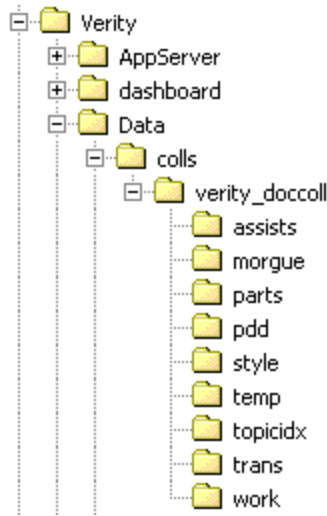 Verity
AppServer
dashboard
Data
colls
verity_doccoll
assists
morgue
parts
pdd
style
temp
topicidx
trans
work